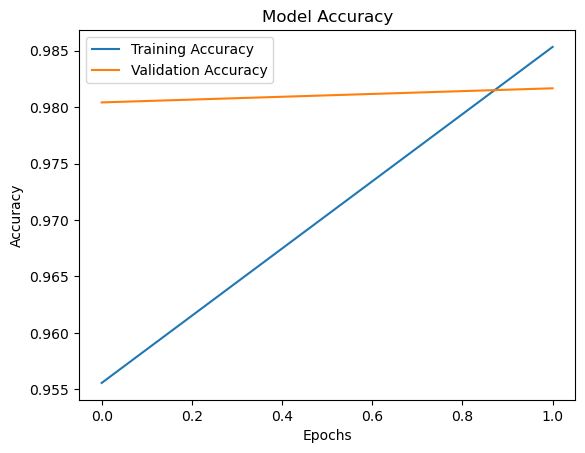 Model Accuracy
Training Accuracy
Validation Accuracy
0.985
0.980
0.975
0.970
0.965
0.960
0.955
Accuracy
0.0 0.2 0.4 0.6 0.8 1.0
Epochs